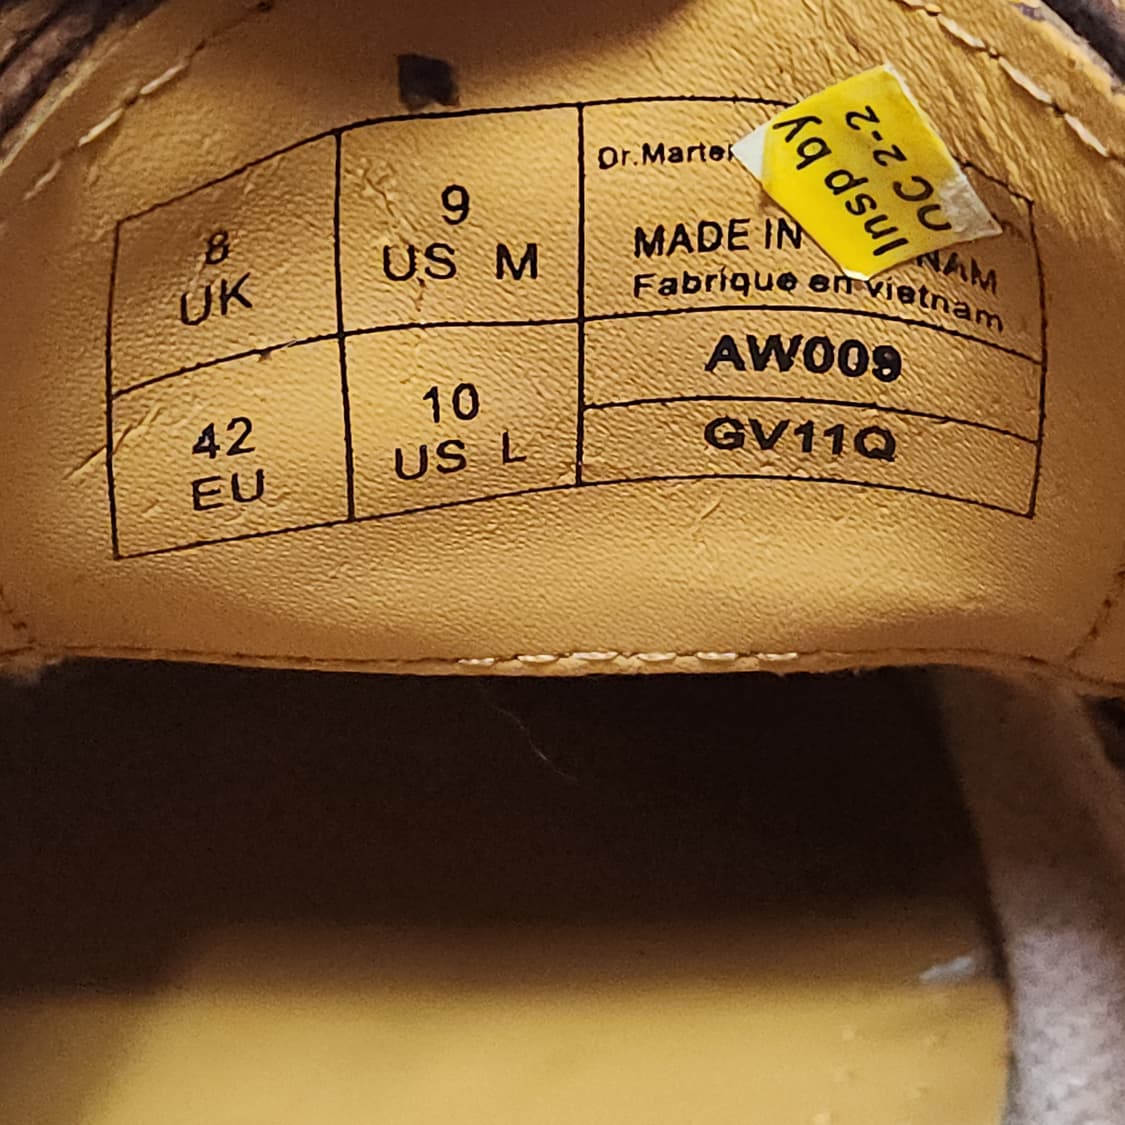 8
UK
9
US M
42
EU
10
US L
Dr.Marte
MADE IN NAM
Fabrique en vietnam
AW009
GV11Q
Insp by
QC 2-2